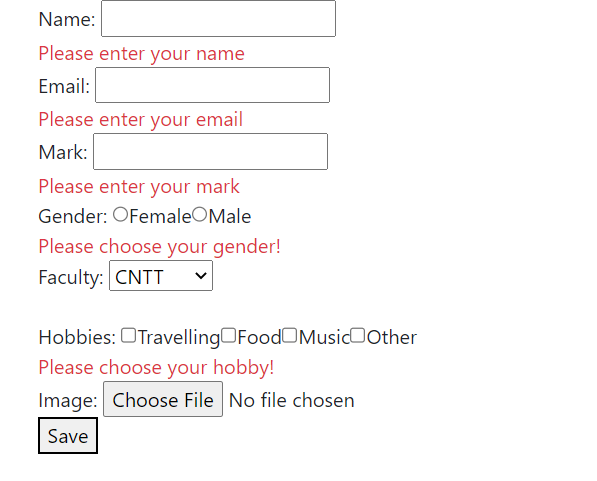 Name:
Please enter your name
Email:
Please enter your email
Mark:
Please enter your mark
Gender: Female Male
Please choose your gender!
Faculty: CNTT
Hobbies: Travelling Food Music Other
Please choose your hobby!
Image: Choose File No file chosen
Save